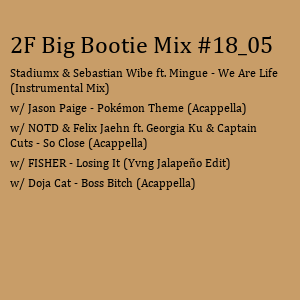 2F Big Bootie Mix #18_05
Stadiumx & Sebastian Wibe ft. Mingue - We Are Life
(Instrumental Mix)
w/ Jason Paige - Pokémon Theme (Acappella)
w/ NOTD & Felix Jaehn ft. Georgia Ku & Captain
Cuts - So Close (Acappella)
w/ FISHER - Losing It (Yvng Jalapeño Edit)
w/ Doja Cat - Boss Bitch (Acappella)